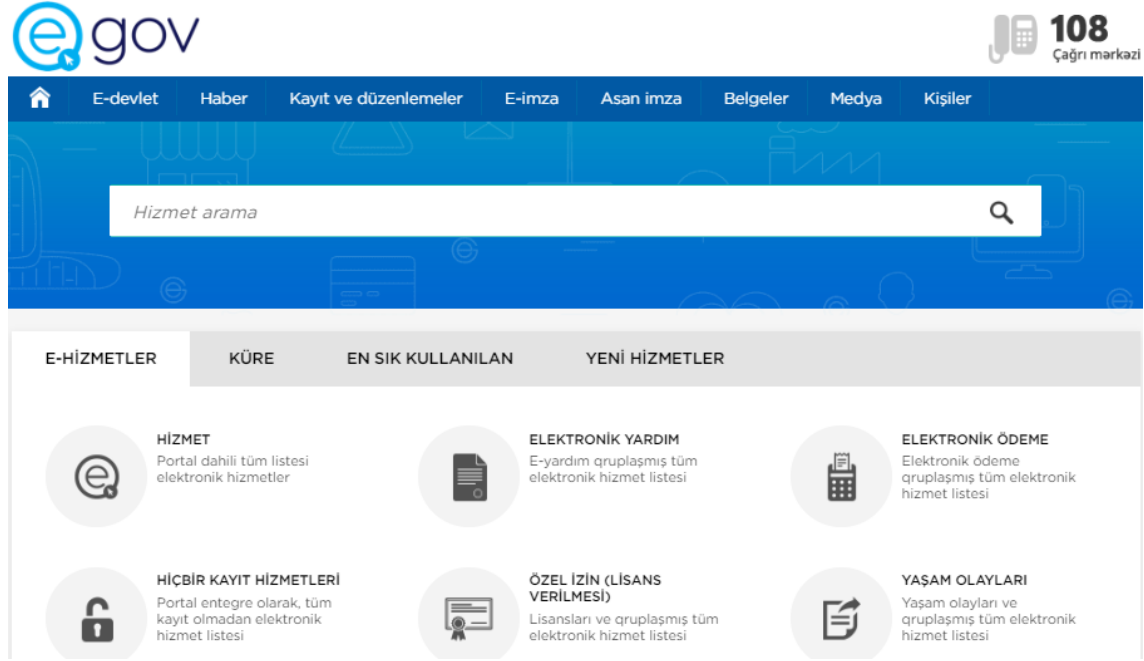 e gov
108
Çağrı mərkəzi
E-devlet Haber Kayıt ve düzenlemeler E-imza Asan imza Belgeler Medya Kişiler
Hizmet arama
E-HİZMETLER KÜRE EN SIK KULLANILAN YENİ HİZMETLER
HİZMET
Portal dahili tüm listesi
elektronik hizmetler
ELEKTRONİK YARDIM
E-yardım qruplaşmış tüm
elektronik hizmet listesi
ELEKTRONİK ÖDEME
Elektronik ödeme
qruplaşmış tüm elektronik
hizmet listesi
HİÇBİR KAYIT HİZMETLERİ
Portal entegre olarak, tüm
kayıt olmadan elektronik
hizmet listesi
ÖZEL İZİN (LİSANS
VERİLMESİ)
Lisansları ve qruplaşmış tüm
elektronik hizmet listesi
YAŞAM OLAYLARI
Yaşam olayları ve
qruplaşmış tüm elektronik
hizmet listesi